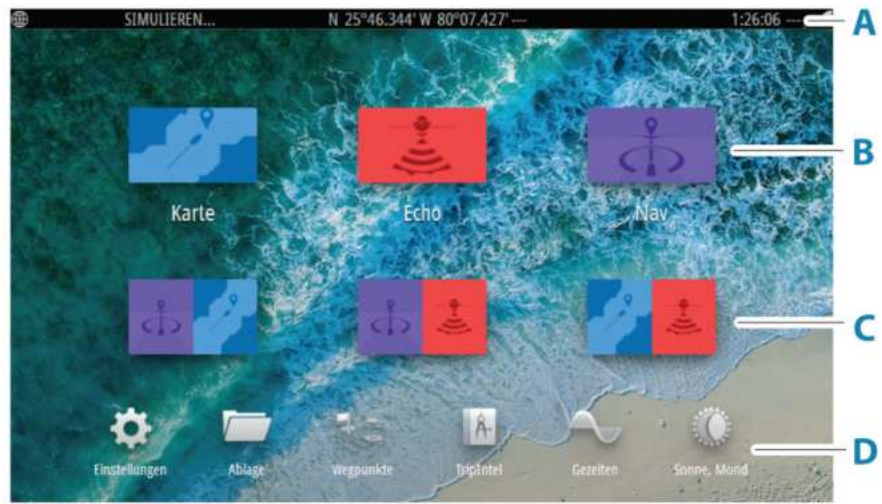 SIMULIEREN... N 25°46.344' W 80°07.427' --- 1:26:06 --- A
B
Karte Echo Nav
C
Einstellungen Ablage Wegpunkte TripIntel Gezeiten Sonne, Mond
D